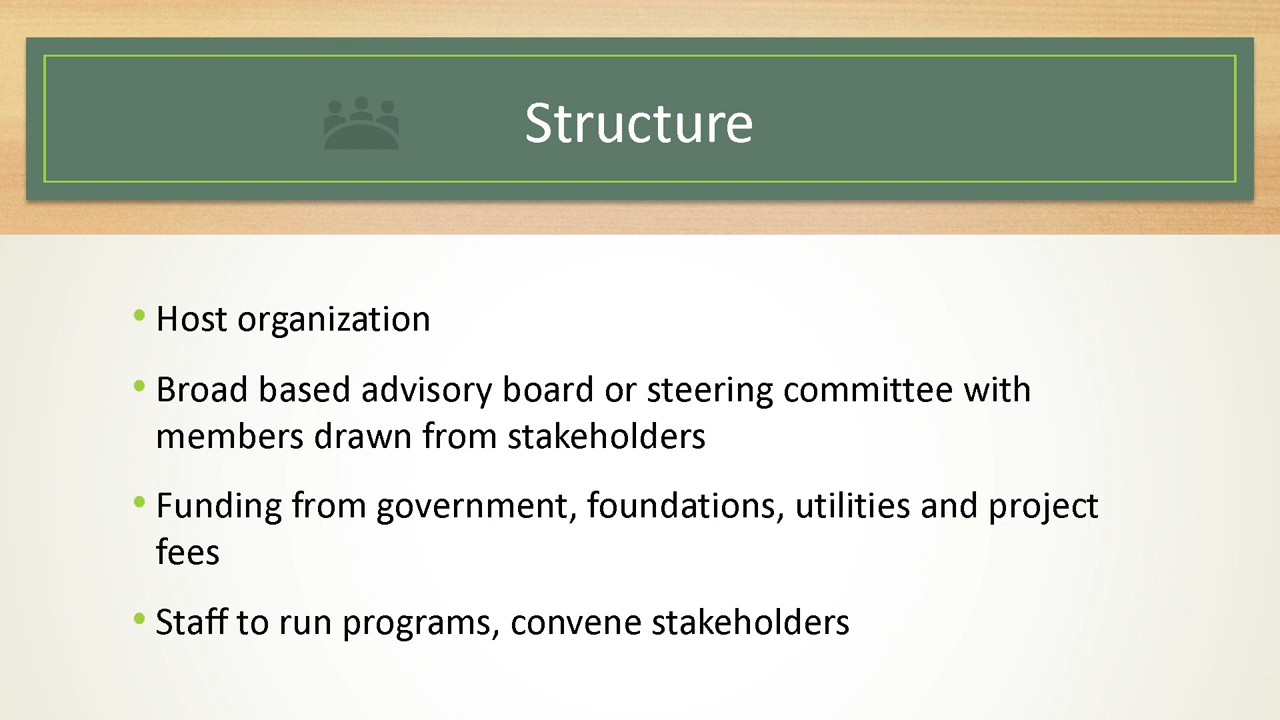 Structure
• Host organization
• Broad based advisory board or steering committee with
members drawn from stakeholders
• Funding from government, foundations, utilities and project
fees
• Staff to run programs, convene stakeholders